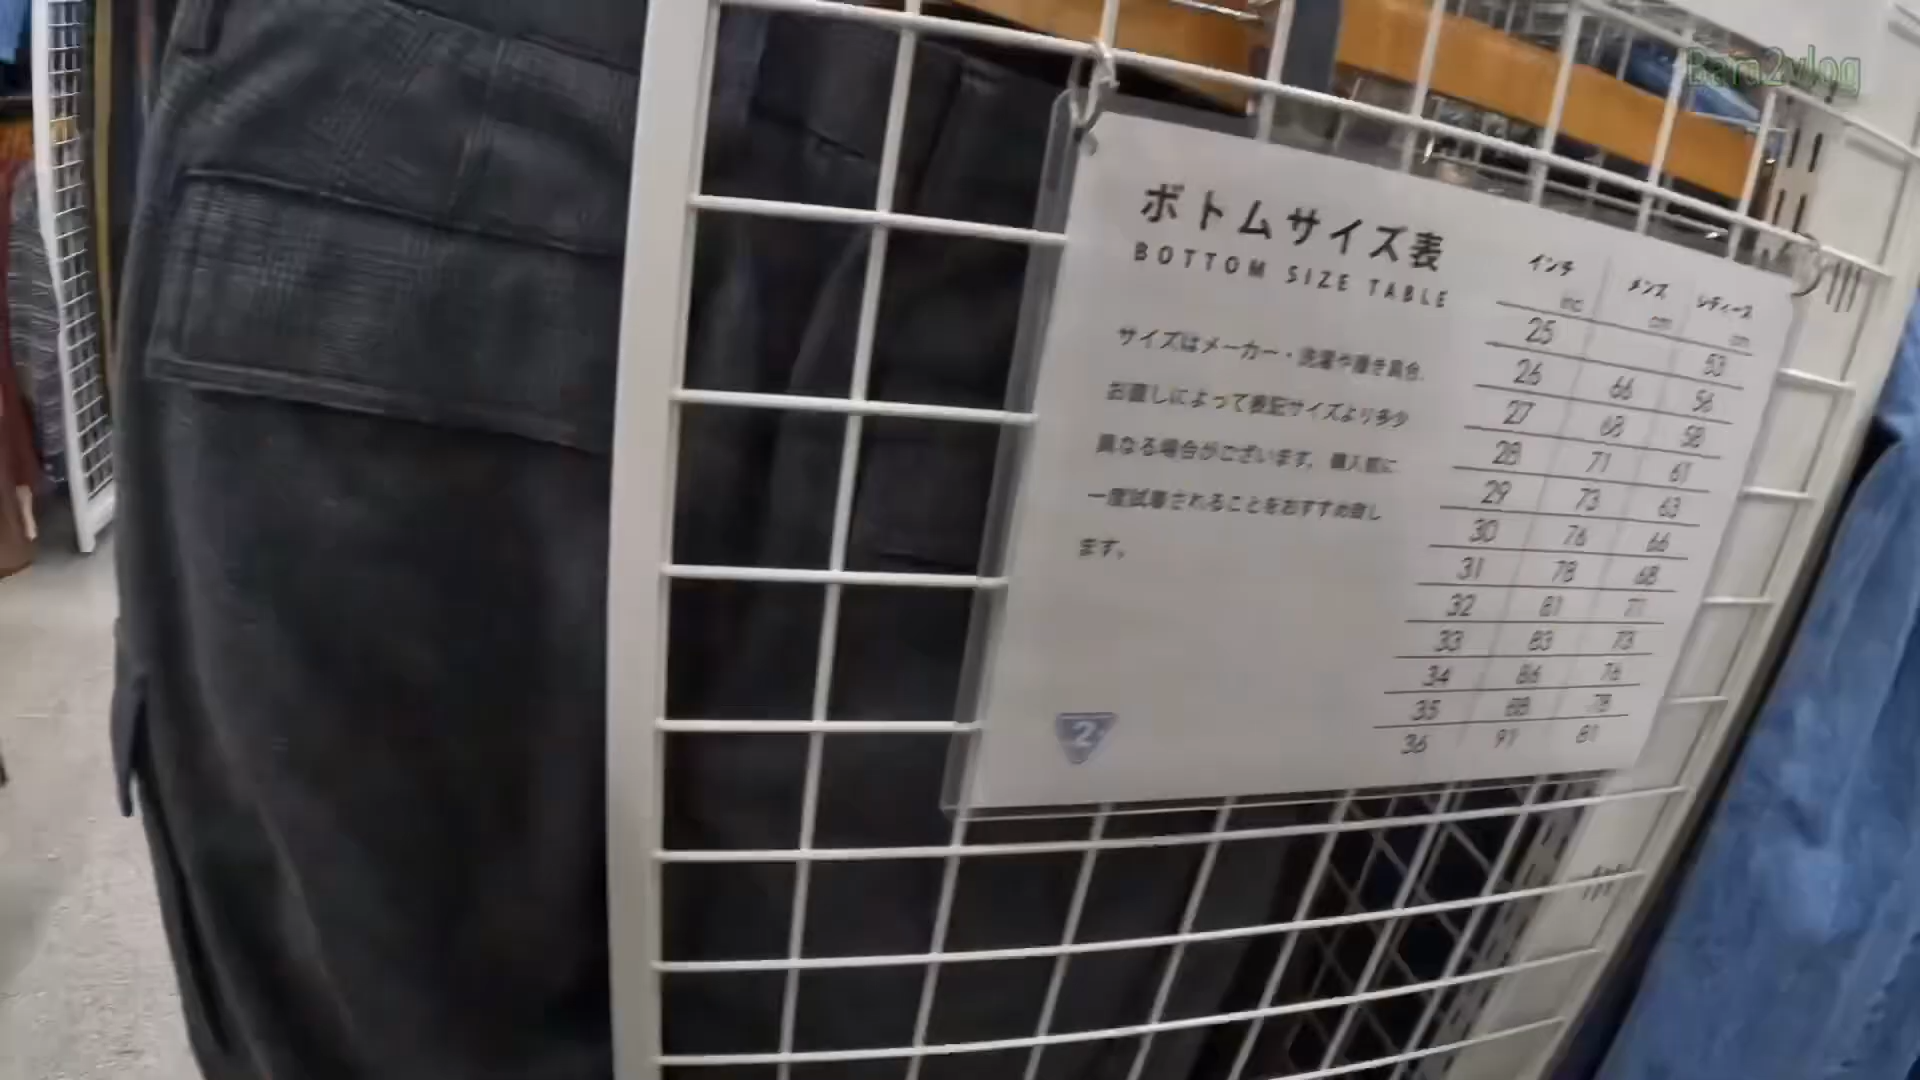 Bara2vlog
ボトムサイズ表
BOTTOM SIZE TABLE
サイズはメーカー・洗濯や履き具合、
お直しによって表記サイズより多少
異なる場合がございます。購入前に
一度試着されることをおすすめ致し
ます。
2
インチ メンズ レディース
inc cm cm
25 53
26 66 56
27 68 58
28 71 61
29 73 63
30 76 66
31 78 68
32 81 71
33 83 73
34 86 76
35 88 78
36 91 81